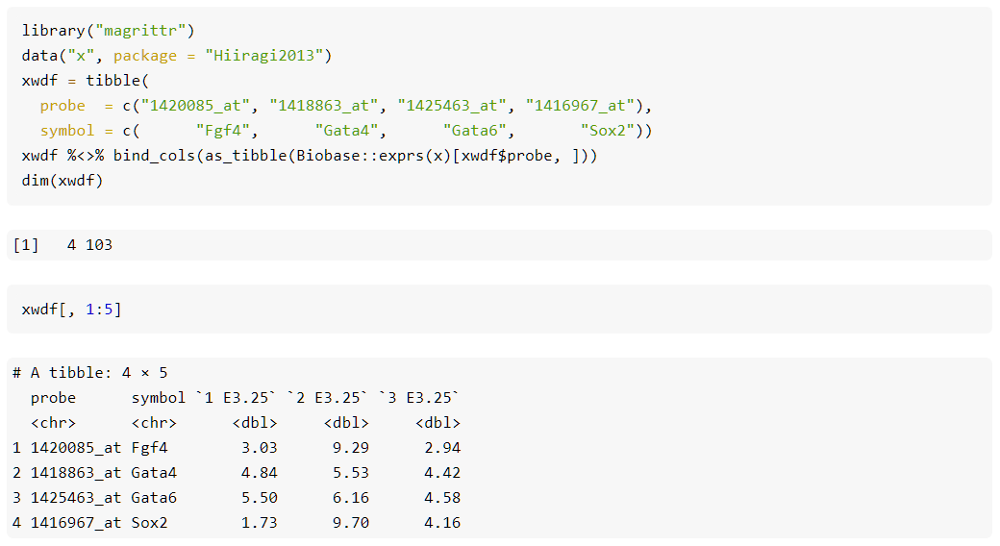 library("magrittr")
data("x", package = "Hiiragi2013")
xwdf = tibble(
  probe  = c("1420085_at", "1418863_at", "1425463_at", "1416967_at"),
  symbol = c(      "Fgf4",      "Gata4",      "Gata6",       "Sox2"))
xwdf %<>% bind_cols(as_tibble(Biobase::exprs(x)[xwdf$probe, ]))
dim(xwdf)
[1]   4 103
xwdf[, 1:5]
# A tibble: 4 × 5
  probe      symbol `1 E3.25` `2 E3.25` `3 E3.25`
  <chr>      <chr>      <dbl>     <dbl>     <dbl>
1 1420085_at Fgf4        3.03      9.29      2.94
2 1418863_at Gata4       4.84      5.53      4.42
3 1425463_at Gata6       5.50      6.16      4.58
4 1416967_at Sox2        1.73      9.70      4.16